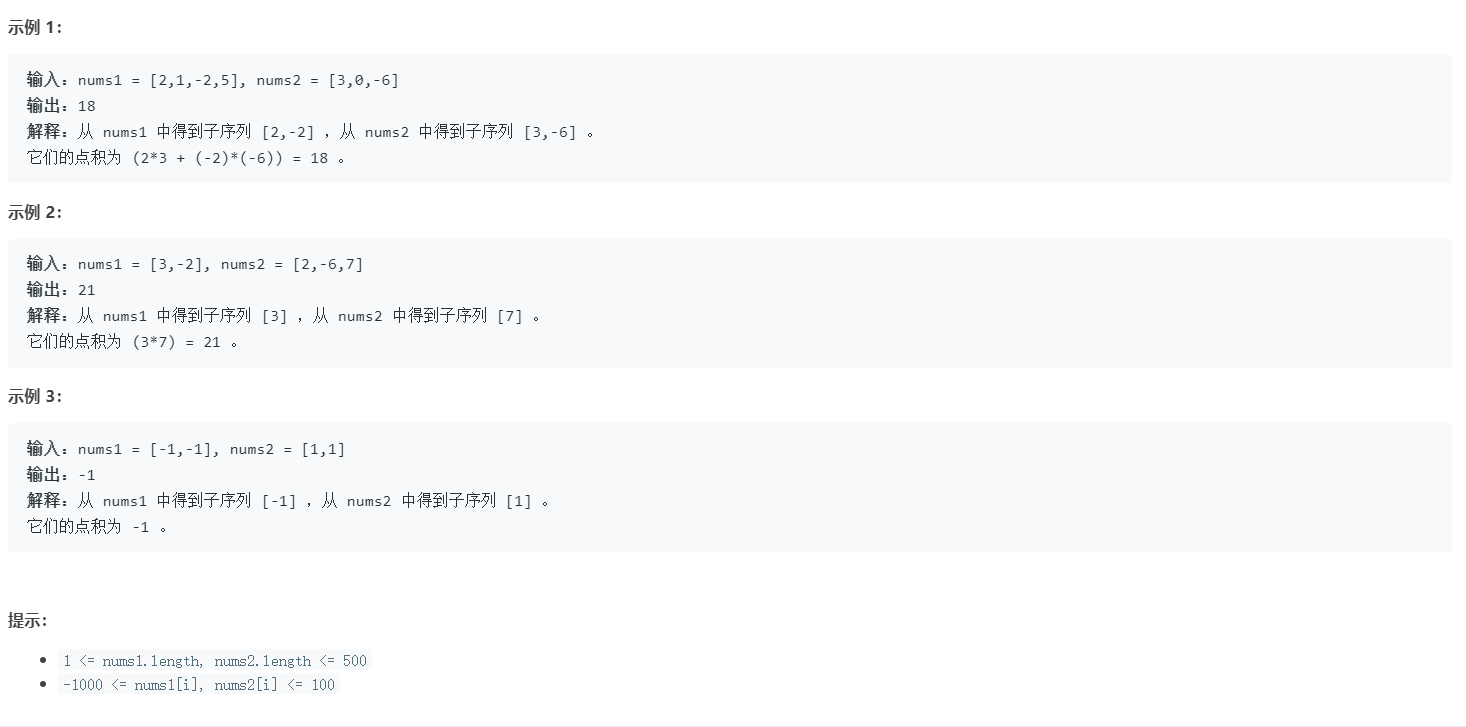 示例 1：
输入：nums1 = [2,1,-2,5], nums2 = [3,0,-6]
输出：18
解释：从 nums1 中得到子序列 [2,-2] ，从 nums2 中得到子序列 [3,-6] 。
它们的点积为 (2*3 + (-2)*(-6)) = 18 。
示例 2：
输入：nums1 = [3,-2], nums2 = [2,-6,7]
输出：21
解释：从 nums1 中得到子序列 [3] ，从 nums2 中得到子序列 [7] 。
它们的点积为 (3*7) = 21 。
示例 3：
输入：nums1 = [-1,-1], nums2 = [1,1]
输出：-1
解释：从 nums1 中得到子序列 [-1] ，从 nums2 中得到子序列 [1] 。
它们的点积为 -1 。
提示：
• 1 <= nums1.length, nums2.length <= 500
• -1000 <= nums1[i], nums2[i] <= 100